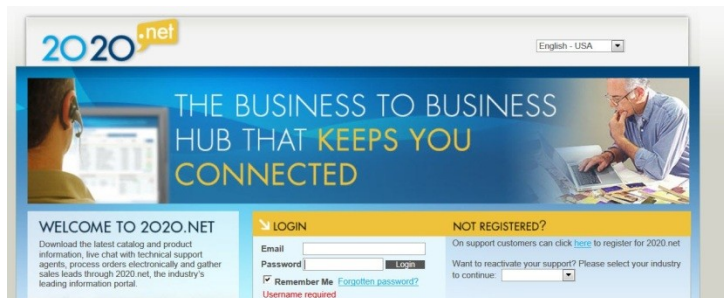 2020.net
English - USA
THE BUSINESS TO BUSINESS
HUB THAT KEEPS YOU
CONNECTED
WELCOME TO 2020.NET
Download the latest catalog and product
information, live chat with technical support
agents, process orders electronically and gather
sales leads through 2020.net, the industry's
leading information portal.
LOGIN
Email
Password Login
Remember Me Forgotten password?
Username required
NOT REGISTERED?
On support customers can click here to register for 2020.net
Want to reactivate your support? Please select your industry
to continue: